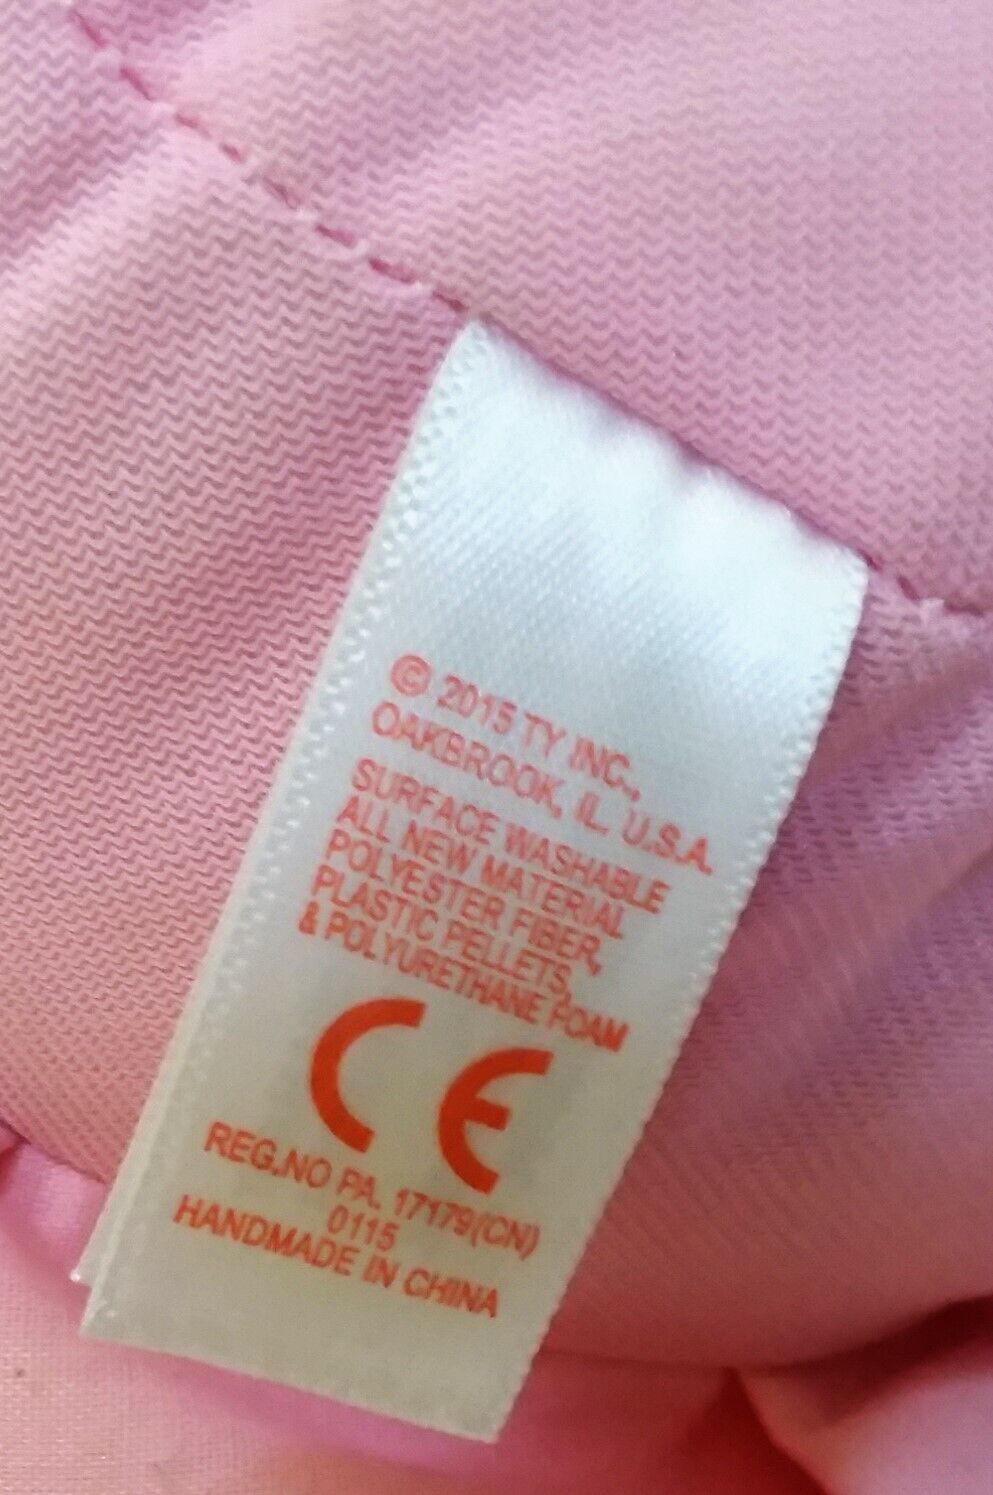 © 2015 TY INC.,
OAKBROOK, IL. U.S.A.
SURFACE WASHABLE
ALL NEW MATERIAL
POLYESTER FIBER,
PLASTIC PELLETS,
& POLYURETHANE FOAM
CE
REG.NO PA. 17179(CN)
0115
HANDMADE IN CHINA